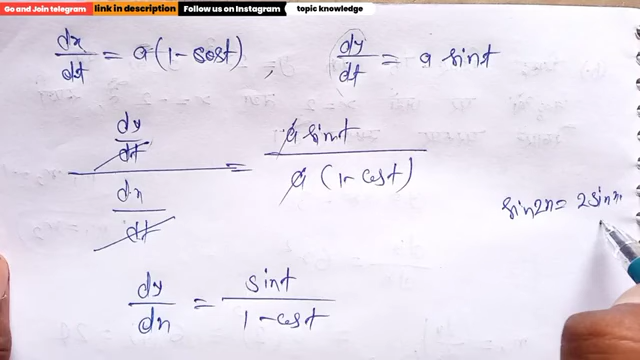 Go and Join telegram link in description Follow us on Instagram topic knowledge
dx/dt = a(1-cost), dy/dt = a sint
(dy/dt)/(dx/dt) = a sint/a(1-cost)
sin2x = 2sinx
dy/dx = sint/1-cost